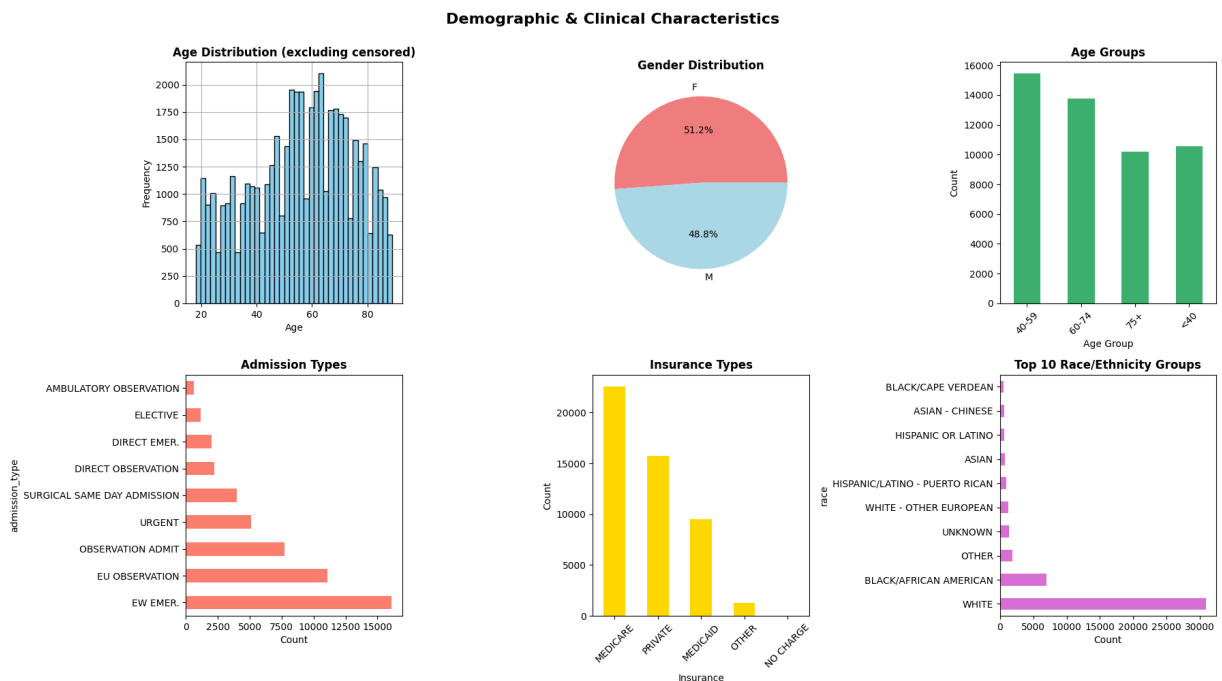 Demographic & Clinical Characteristics
Age Distribution (excluding censored)
2000
1750
1500
1250
1000
750
500
250
0
Frequency
20
40
60
80
Age
Gender Distribution
F
51.2%
48.8%
M
Age Groups
16000
14000
12000
10000
8000
6000
4000
2000
0
Count
40-59
60-74
75+
<40
Age Group
Admission Types
AMBULATORY OBSERVATION
ELECTIVE
DIRECT EMER.
DIRECT OBSERVATION
SURGICAL SAME DAY ADMISSION
URGENT
OBSERVATION ADMIT
EU OBSERVATION
EW EMER.
admission_type
0
2500
5000
7500
10000
12500
15000
Count
Insurance Types
20000
15000
10000
5000
0
Count
MEDICARE
PRIVATE
MEDICAID
OTHER
NO CHARGE
Insurance
Top 10 Race/Ethnicity Groups
BLACK/CAPE VERDEAN
ASIAN - CHINESE
HISPANIC OR LATINO
ASIAN
HISPANIC/LATINO - PUERTO RICAN
WHITE - OTHER EUROPEAN
UNKNOWN
OTHER
BLACK/AFRICAN AMERICAN
WHITE
race
0
5000
10000
15000
20000
25000
30000
Count